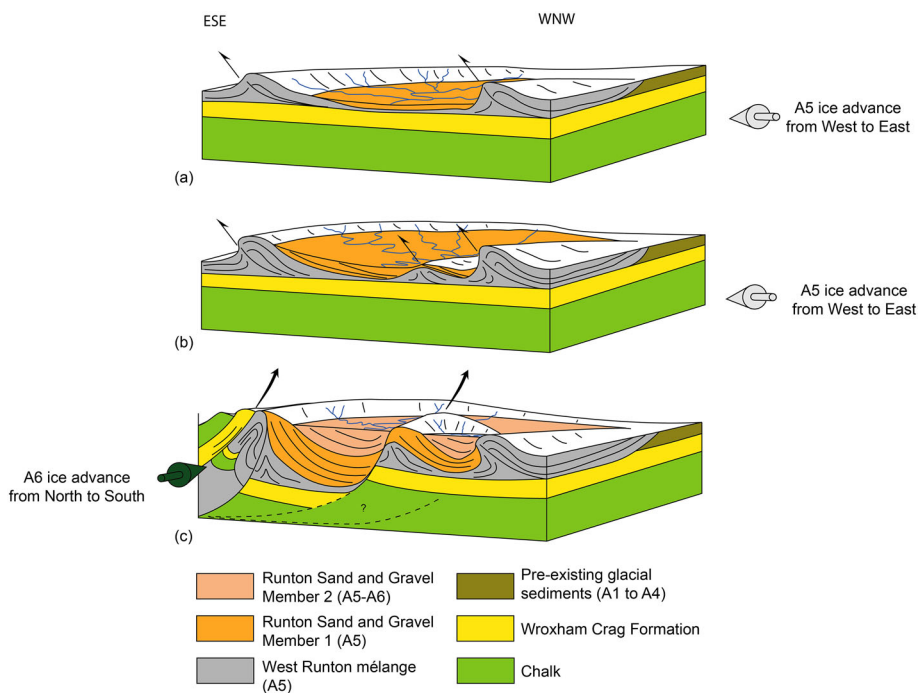 ESE
WNW
A5 ice advance
from West to East
(a)
A5 ice advance
from West to East
(b)
A6 ice advance
from North to South
?
(c)
Runton Sand and Gravel
Member 2 (A5-A6)
Runton Sand and Gravel
Member 1 (A5)
West Runton mélange
(A5)
Pre-existing glacial
sediments (A1 to A4)
Wroxham Crag Formation
Chalk